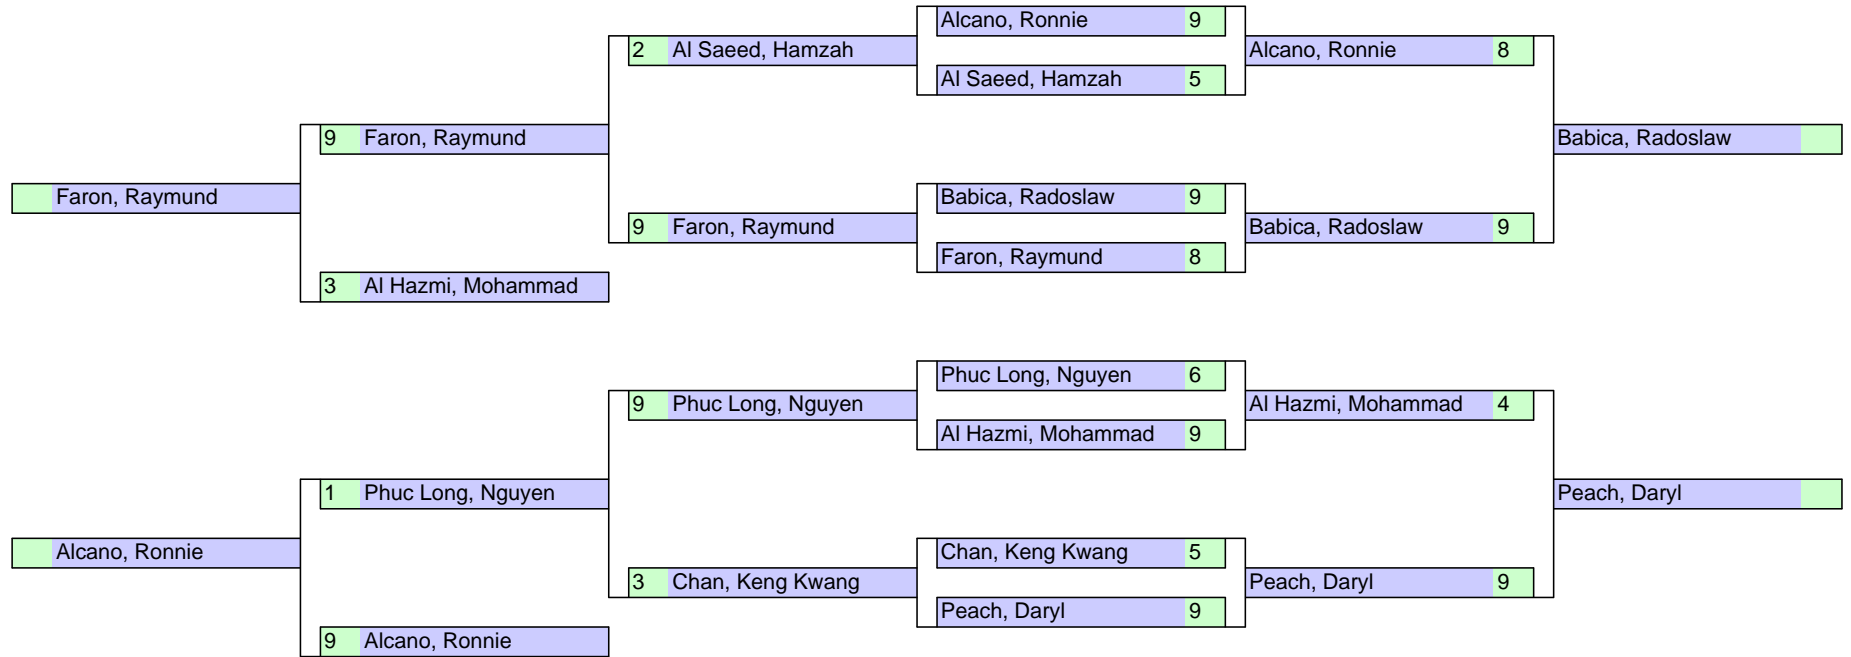 Alcano, Ronnie 9
2 Al Saeed, Hamzah
Alcano, Ronnie 8
Al Saeed, Hamzah 5
9 Faron, Raymund
Babica, Radoslaw
Faron, Raymund
Babica, Radoslaw 9
9 Faron, Raymund
Babica, Radoslaw 9
Faron, Raymund 8
3 Al Hazmi, Mohammad
Phuc Long, Nguyen 6
9 Phuc Long, Nguyen
Al Hazmi, Mohammad 4
Al Hazmi, Mohammad 9
1 Phuc Long, Nguyen
Peach, Daryl
Alcano, Ronnie
Chan, Keng Kwang 5
3 Chan, Keng Kwang
Peach, Daryl 9
Peach, Daryl 9
9 Alcano, Ronnie